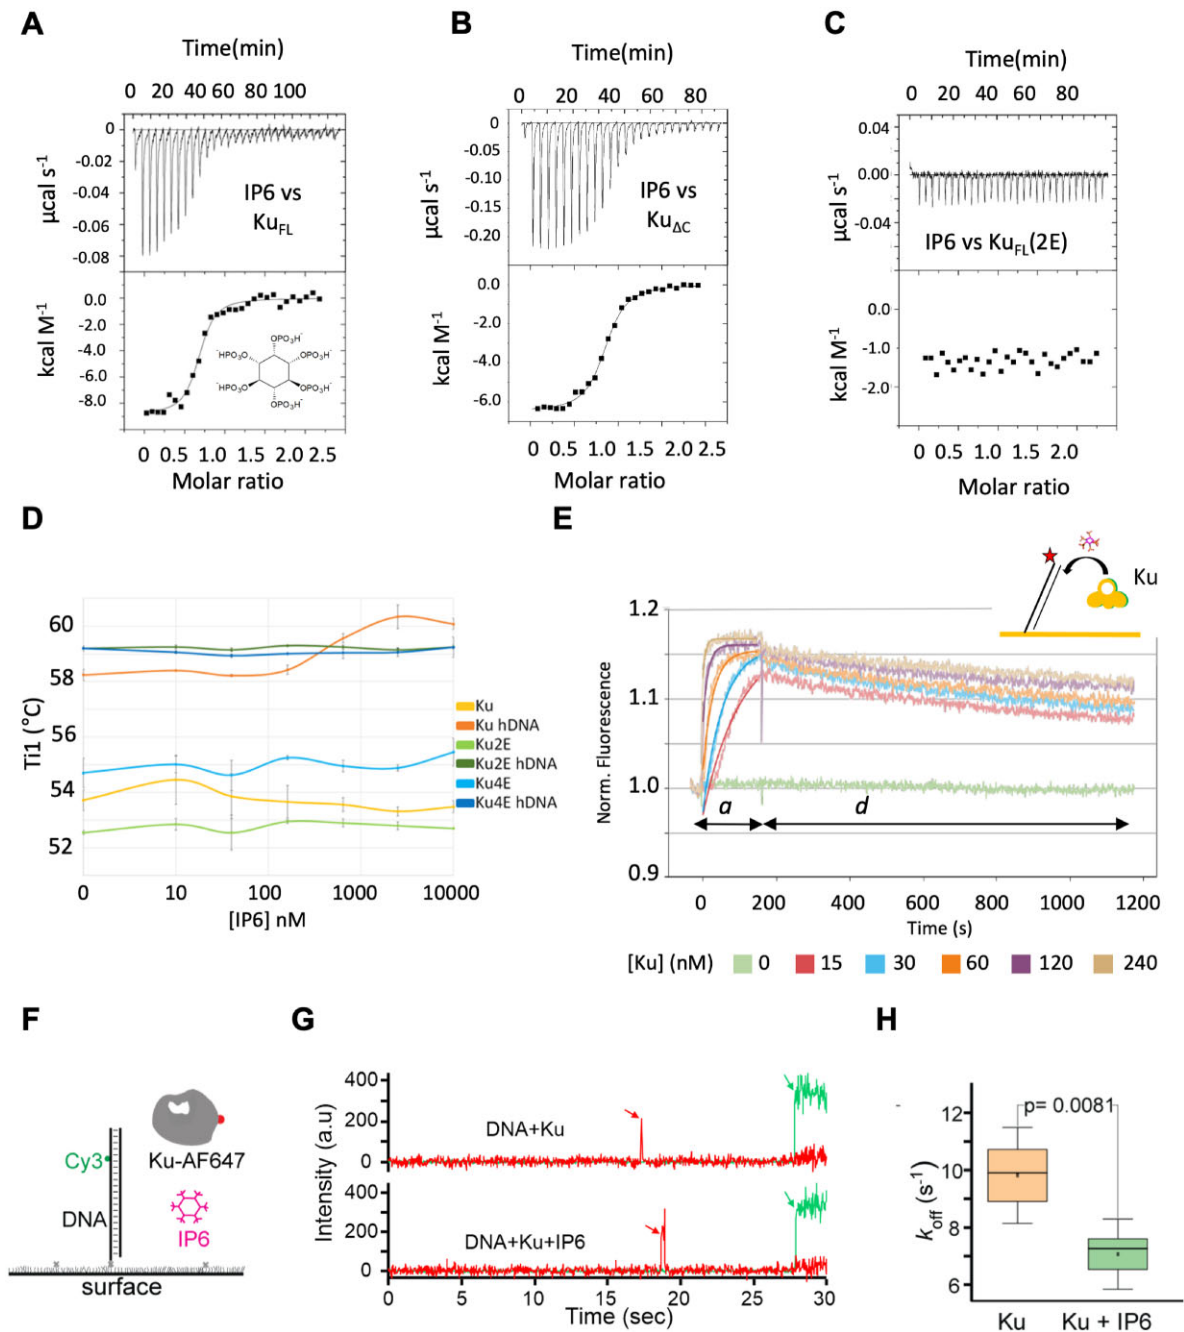 A
Time(min)
0 20 40 60 80 100
0
-0.02
-0.04
-0.06
-0.08
µcal s-1
IP6 vs
KuFL
0.0
-2.0
-4.0
-6.0
-8.0
kcal M-1
OPO3H-
-HPO3O
OPO3H-
-HPO3O
OPO3H-
OPO3H-
0 0.5 1.0 1.5 2.0 2.5
Molar ratio
B
Time(min)
0 20 40 60 80
0
-0.05
-0.10
-0.15
-0.20
µcal s-1
IP6 vs
KuΔC
0.0
-2.0
-4.0
-6.0
kcal M-1
0 0.5 1.0 1.5 2.0 2.5
Molar ratio
C
Time(min)
0 20 40 60 80
0.04
0.00
-0.04
µcal s-1
IP6 vs KuFL(2E)
0.0
-1.0
-2.0
kcal M-1
0 0.5 1.0 1.5 2.0
Molar ratio
D
60
58
56
54
52
Ti1 (°C)
0 10 100 1000 10000
[IP6] nM
Ku
Ku hDNA
Ku2E
Ku2E hDNA
Ku4E
Ku4E hDNA
E
Ku
1.2
1.1
1.0
0.9
Norm. Fluorescence
a d
0 200 400 600 800 1000 1200
Time (s)
[Ku] (nM) 0 15 30 60 120 240
F
Cy3
DNA
Ku-AF647
IP6
surface
G
400
200
0
DNA+Ku
400
200
0
DNA+Ku+IP6
Intensity (a.u)
0 5 10 15 20 25 30
Time (sec)
H
p= 0.0081
12
10
8
6
koff (s-1)
Ku Ku + IP6